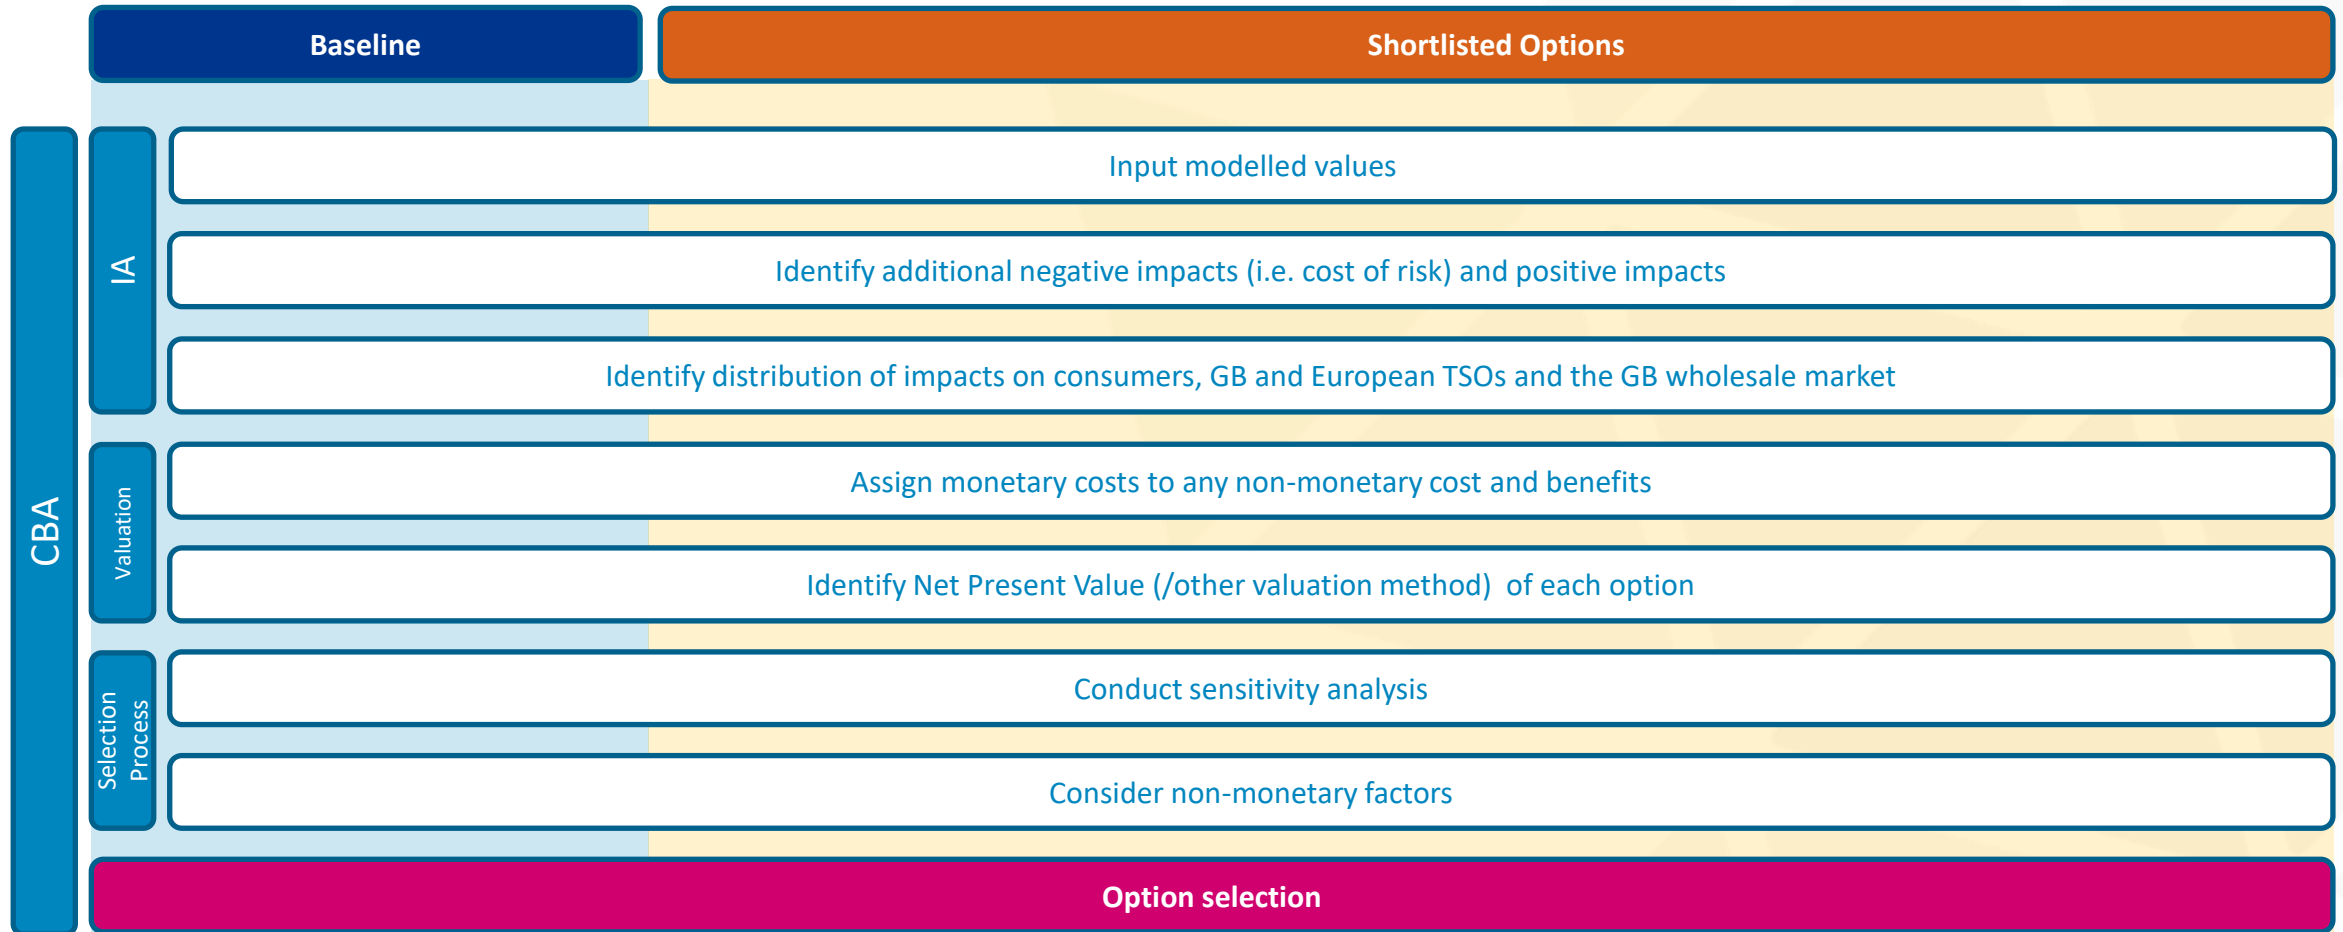 Baseline
Shortlisted Options
CBA
IA
Input modelled values
Identify additional negative impacts (i.e. cost of risk) and positive impacts
Identify distribution of impacts on consumers, GB and European TSOs and the GB wholesale market
Valuation
Assign monetary costs to any non-monetary cost and benefits
Identify Net Present Value (/other valuation method) of each option
Selection
Process
Conduct sensitivity analysis
Consider non-monetary factors
Option selection